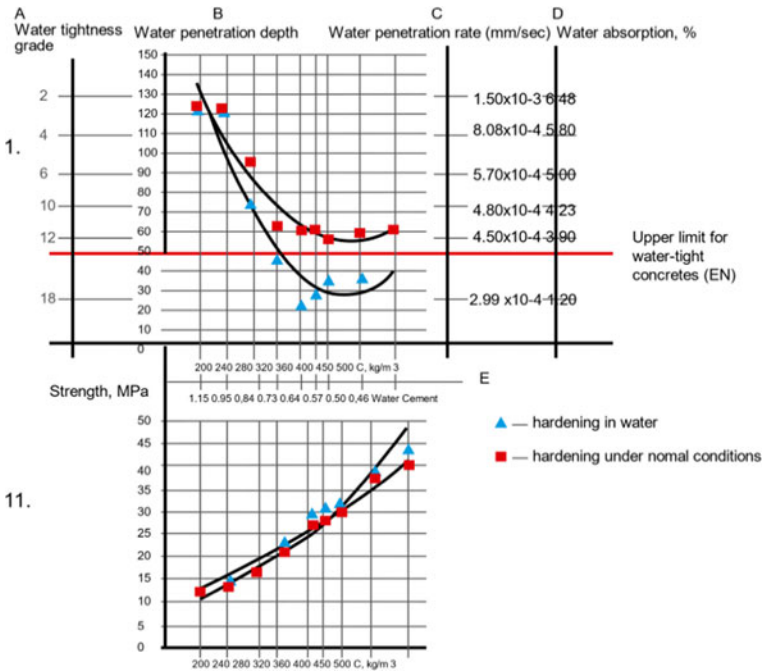 A B C D
Water tightness grade
Water penetration depth
Water penetration rate (mm/sec)
Water absorption, %
1.
2
4
6
10
12
18
150
140
130
120
110
100
90
80
70
60
50
40
30
20
10
0
1.50x10-3 6.48
8.08x10-4 5.80
5.70x10-4 5.00
4.80x10-4 4.23
4.50x10-4 3.90
2.99 x10-4 1.20
Upper limit for
water-tight
concretes (EN)
200 240 280 320 360 400 450 500 C, kg/m 3
E
1.15 0.95 0,84 0.73 0.64 0.57 0.50 0,46 Water Cement
Strength, MPa
11.
50
45
40
35
30
25
20
15
10
5
0
— hardening in water
— hardening under nomal conditions
200 240 280 320 360 400 450 500 C, kg/m 3